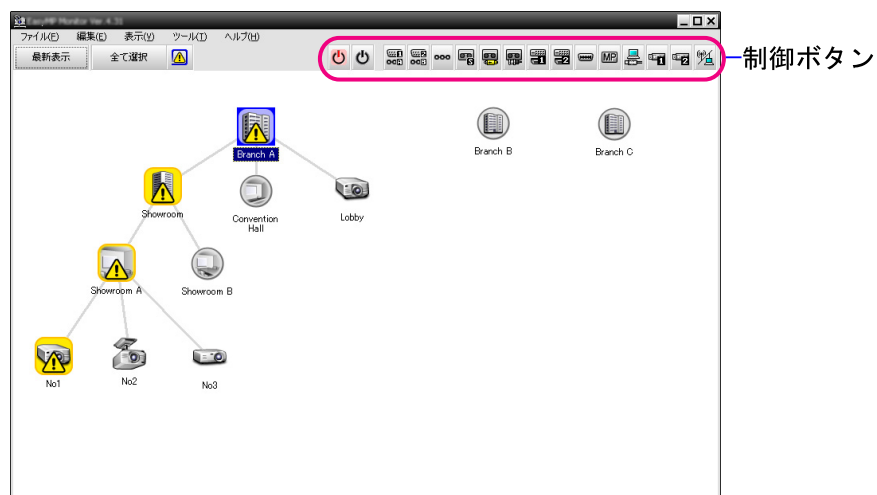 EasyMP Monitor Ver. 4.31
ファイル(F) 編集(E) 表示(V) ツール(T) ヘルプ(H)
最新表示 全て選択
MP
制御ボタン
Branch A
Branch B
Branch C
Showroom
Convention
Hall
Lobby
Showroom A
Showroom B
No1
No2
No3